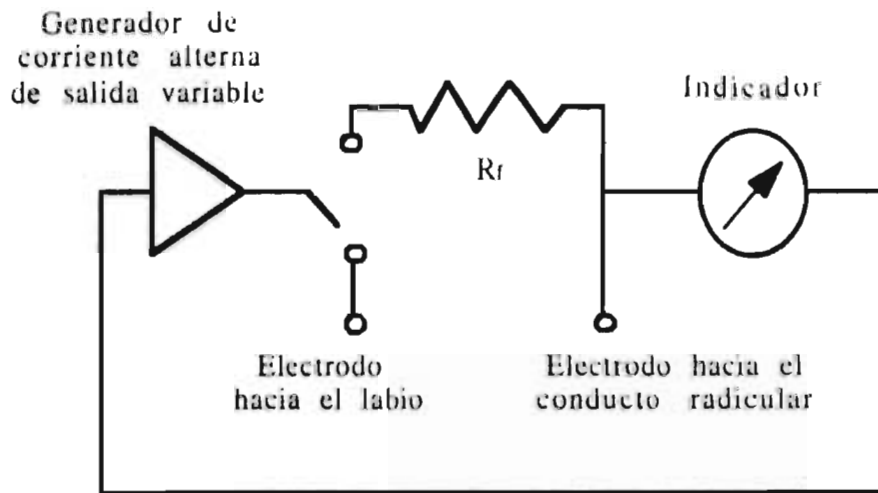 Generador de
corriente alterna
de salida variable
Indicador
Rf
Electrodo
hacia el labio
Electrodo hacia el
conducto radicular